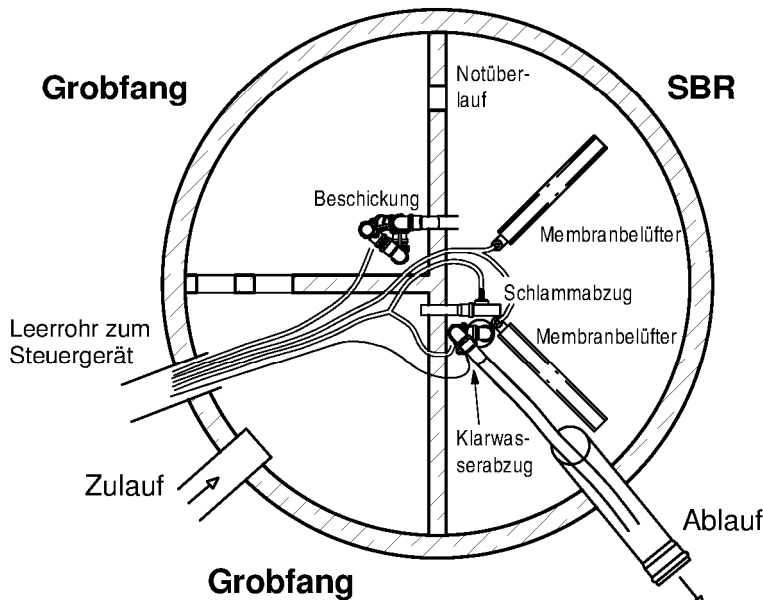 Grobfang
Notüber-
lauf
SBR
Beschickung
Membranbelüfter
Schlammabzug
Leerrohr zum
Steuergerät
Membranbelüfter
Klarwas-
serabzug
Zulauf
Ablauf
Grobfang